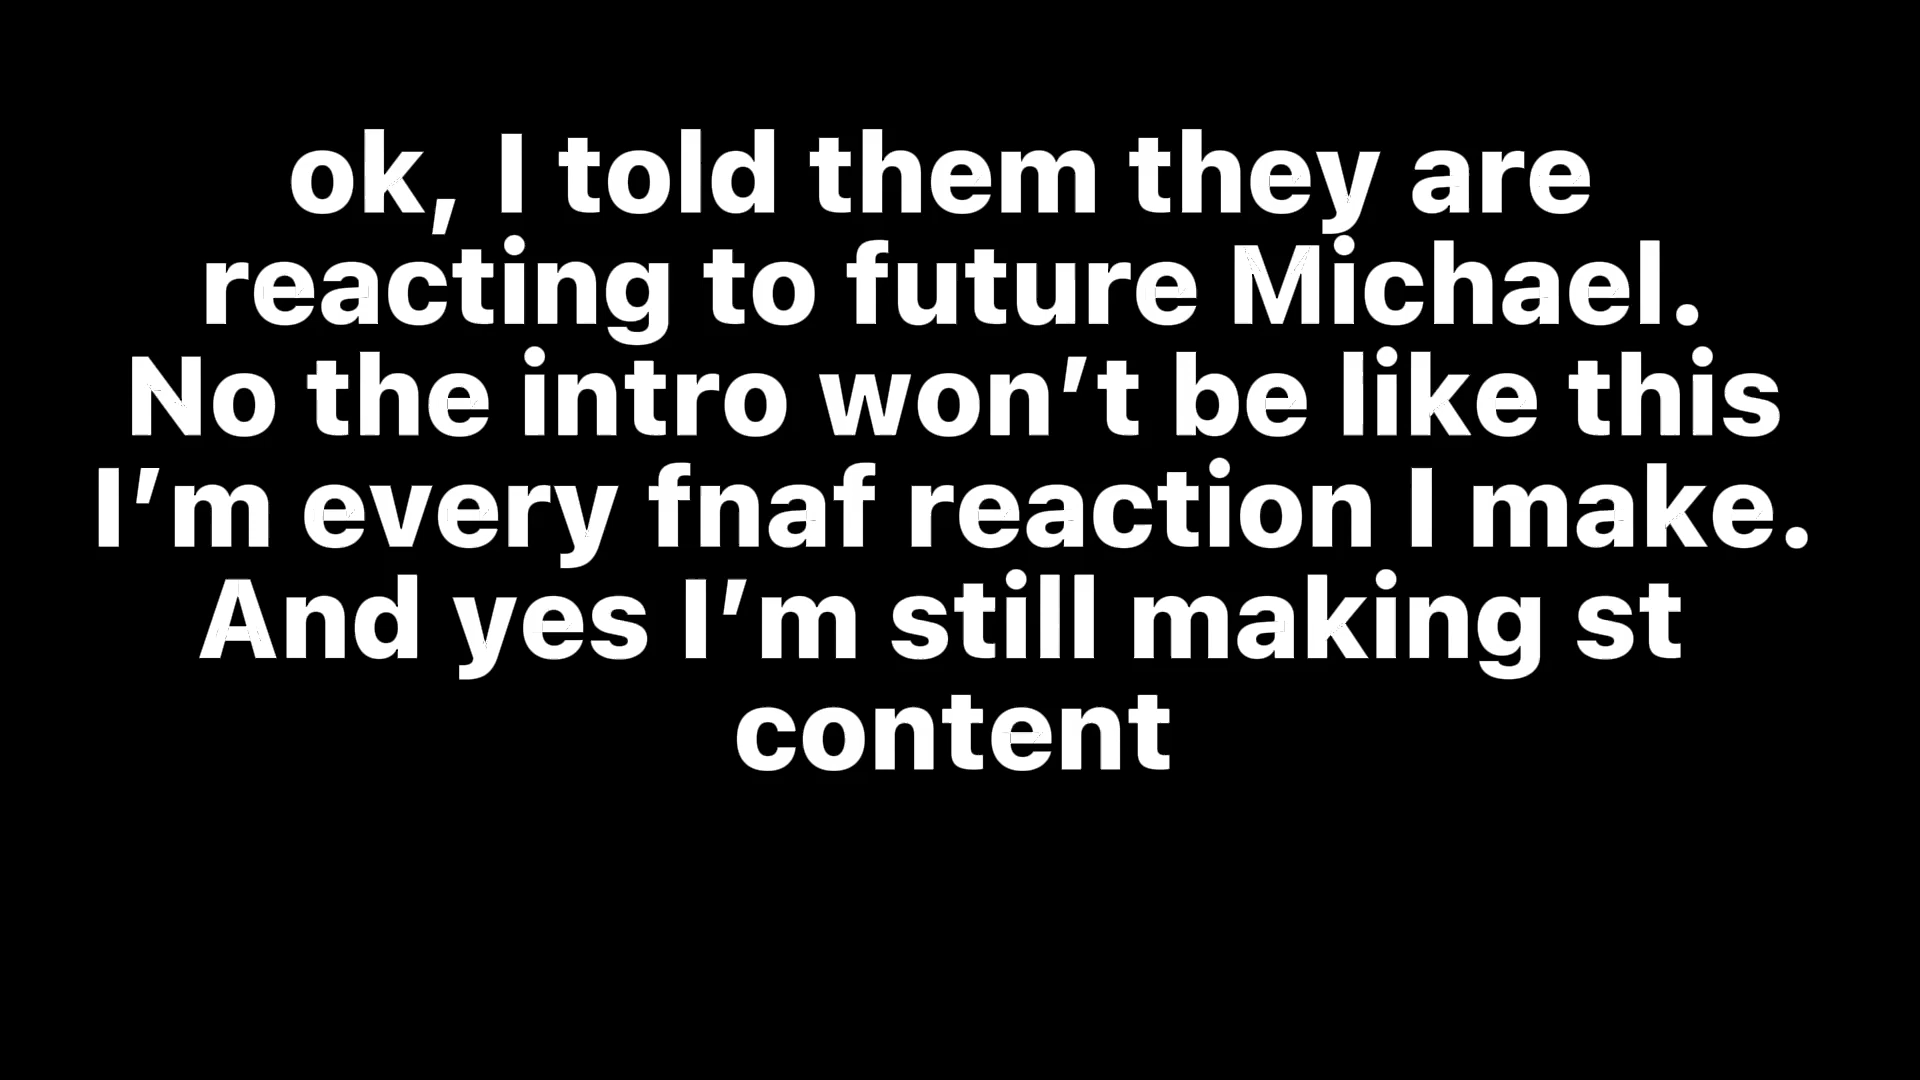 ok, I told them they are
reacting to future Michael.
No the intro won’t be like this
I’m every fnaf reaction I make.
And yes I’m still making st
content